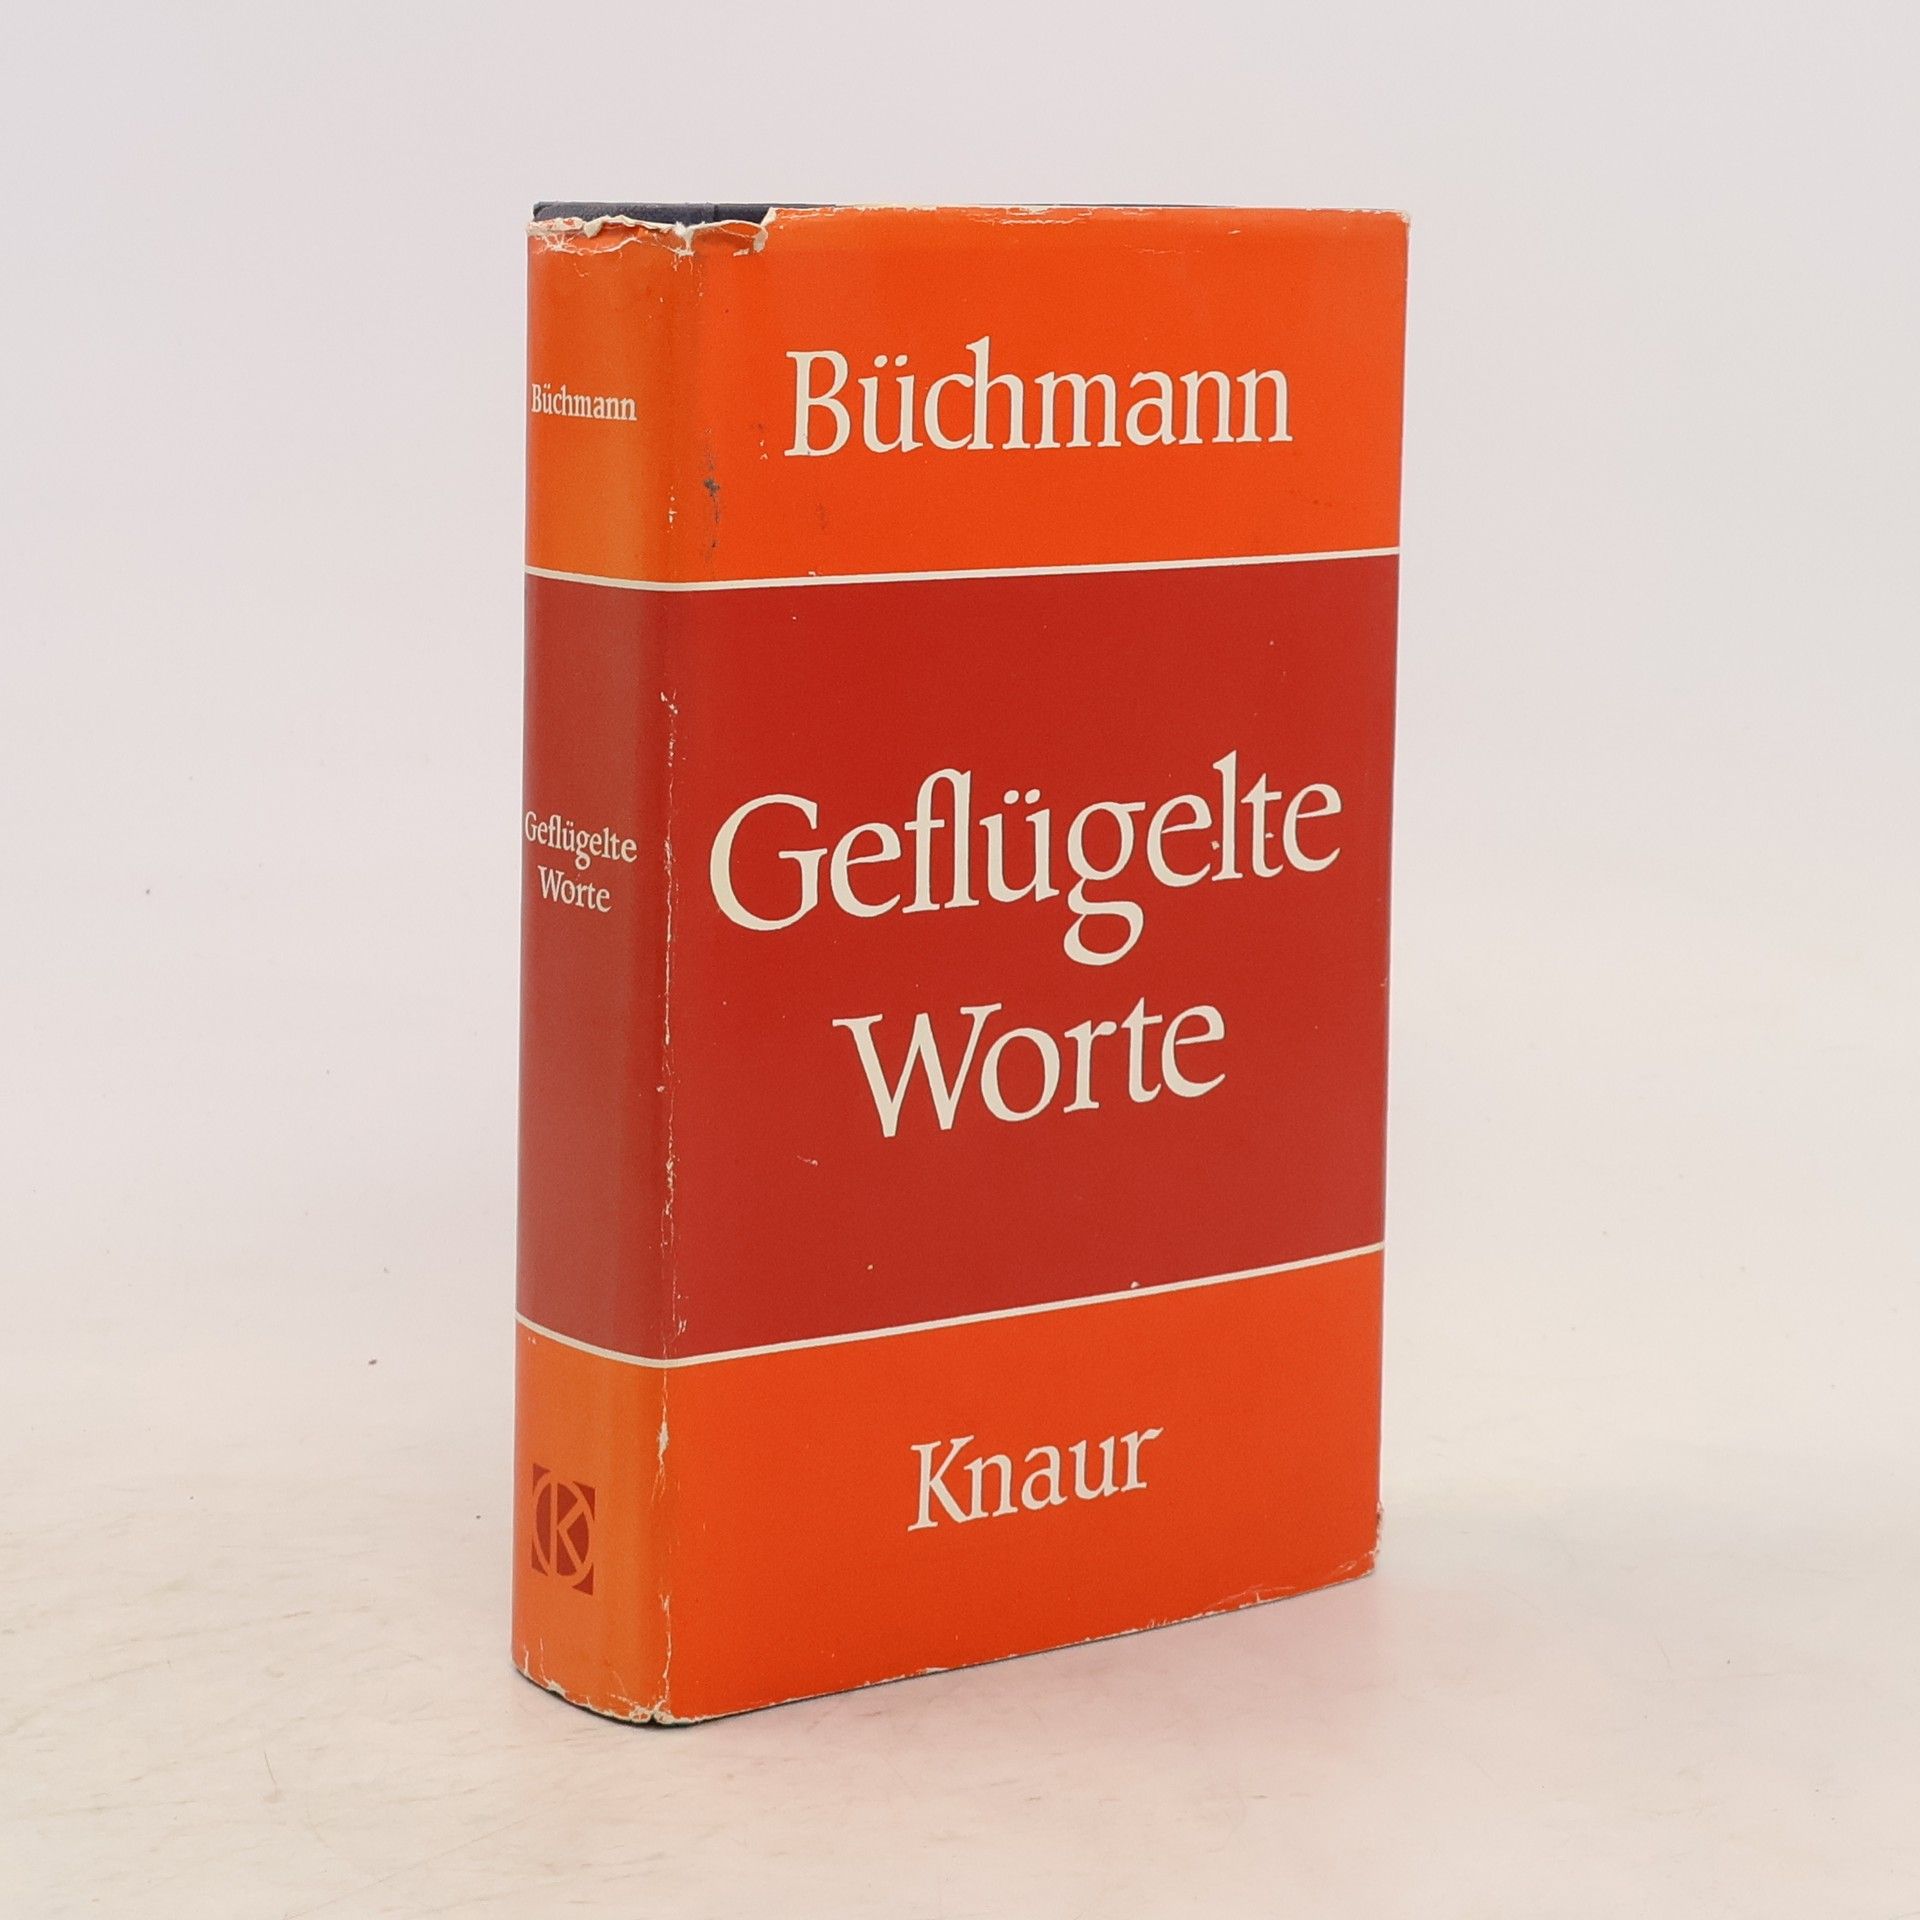 Büchmann
Geflügelte
Worte
K
Büchmann
Geflügelte
Worte
Knaur